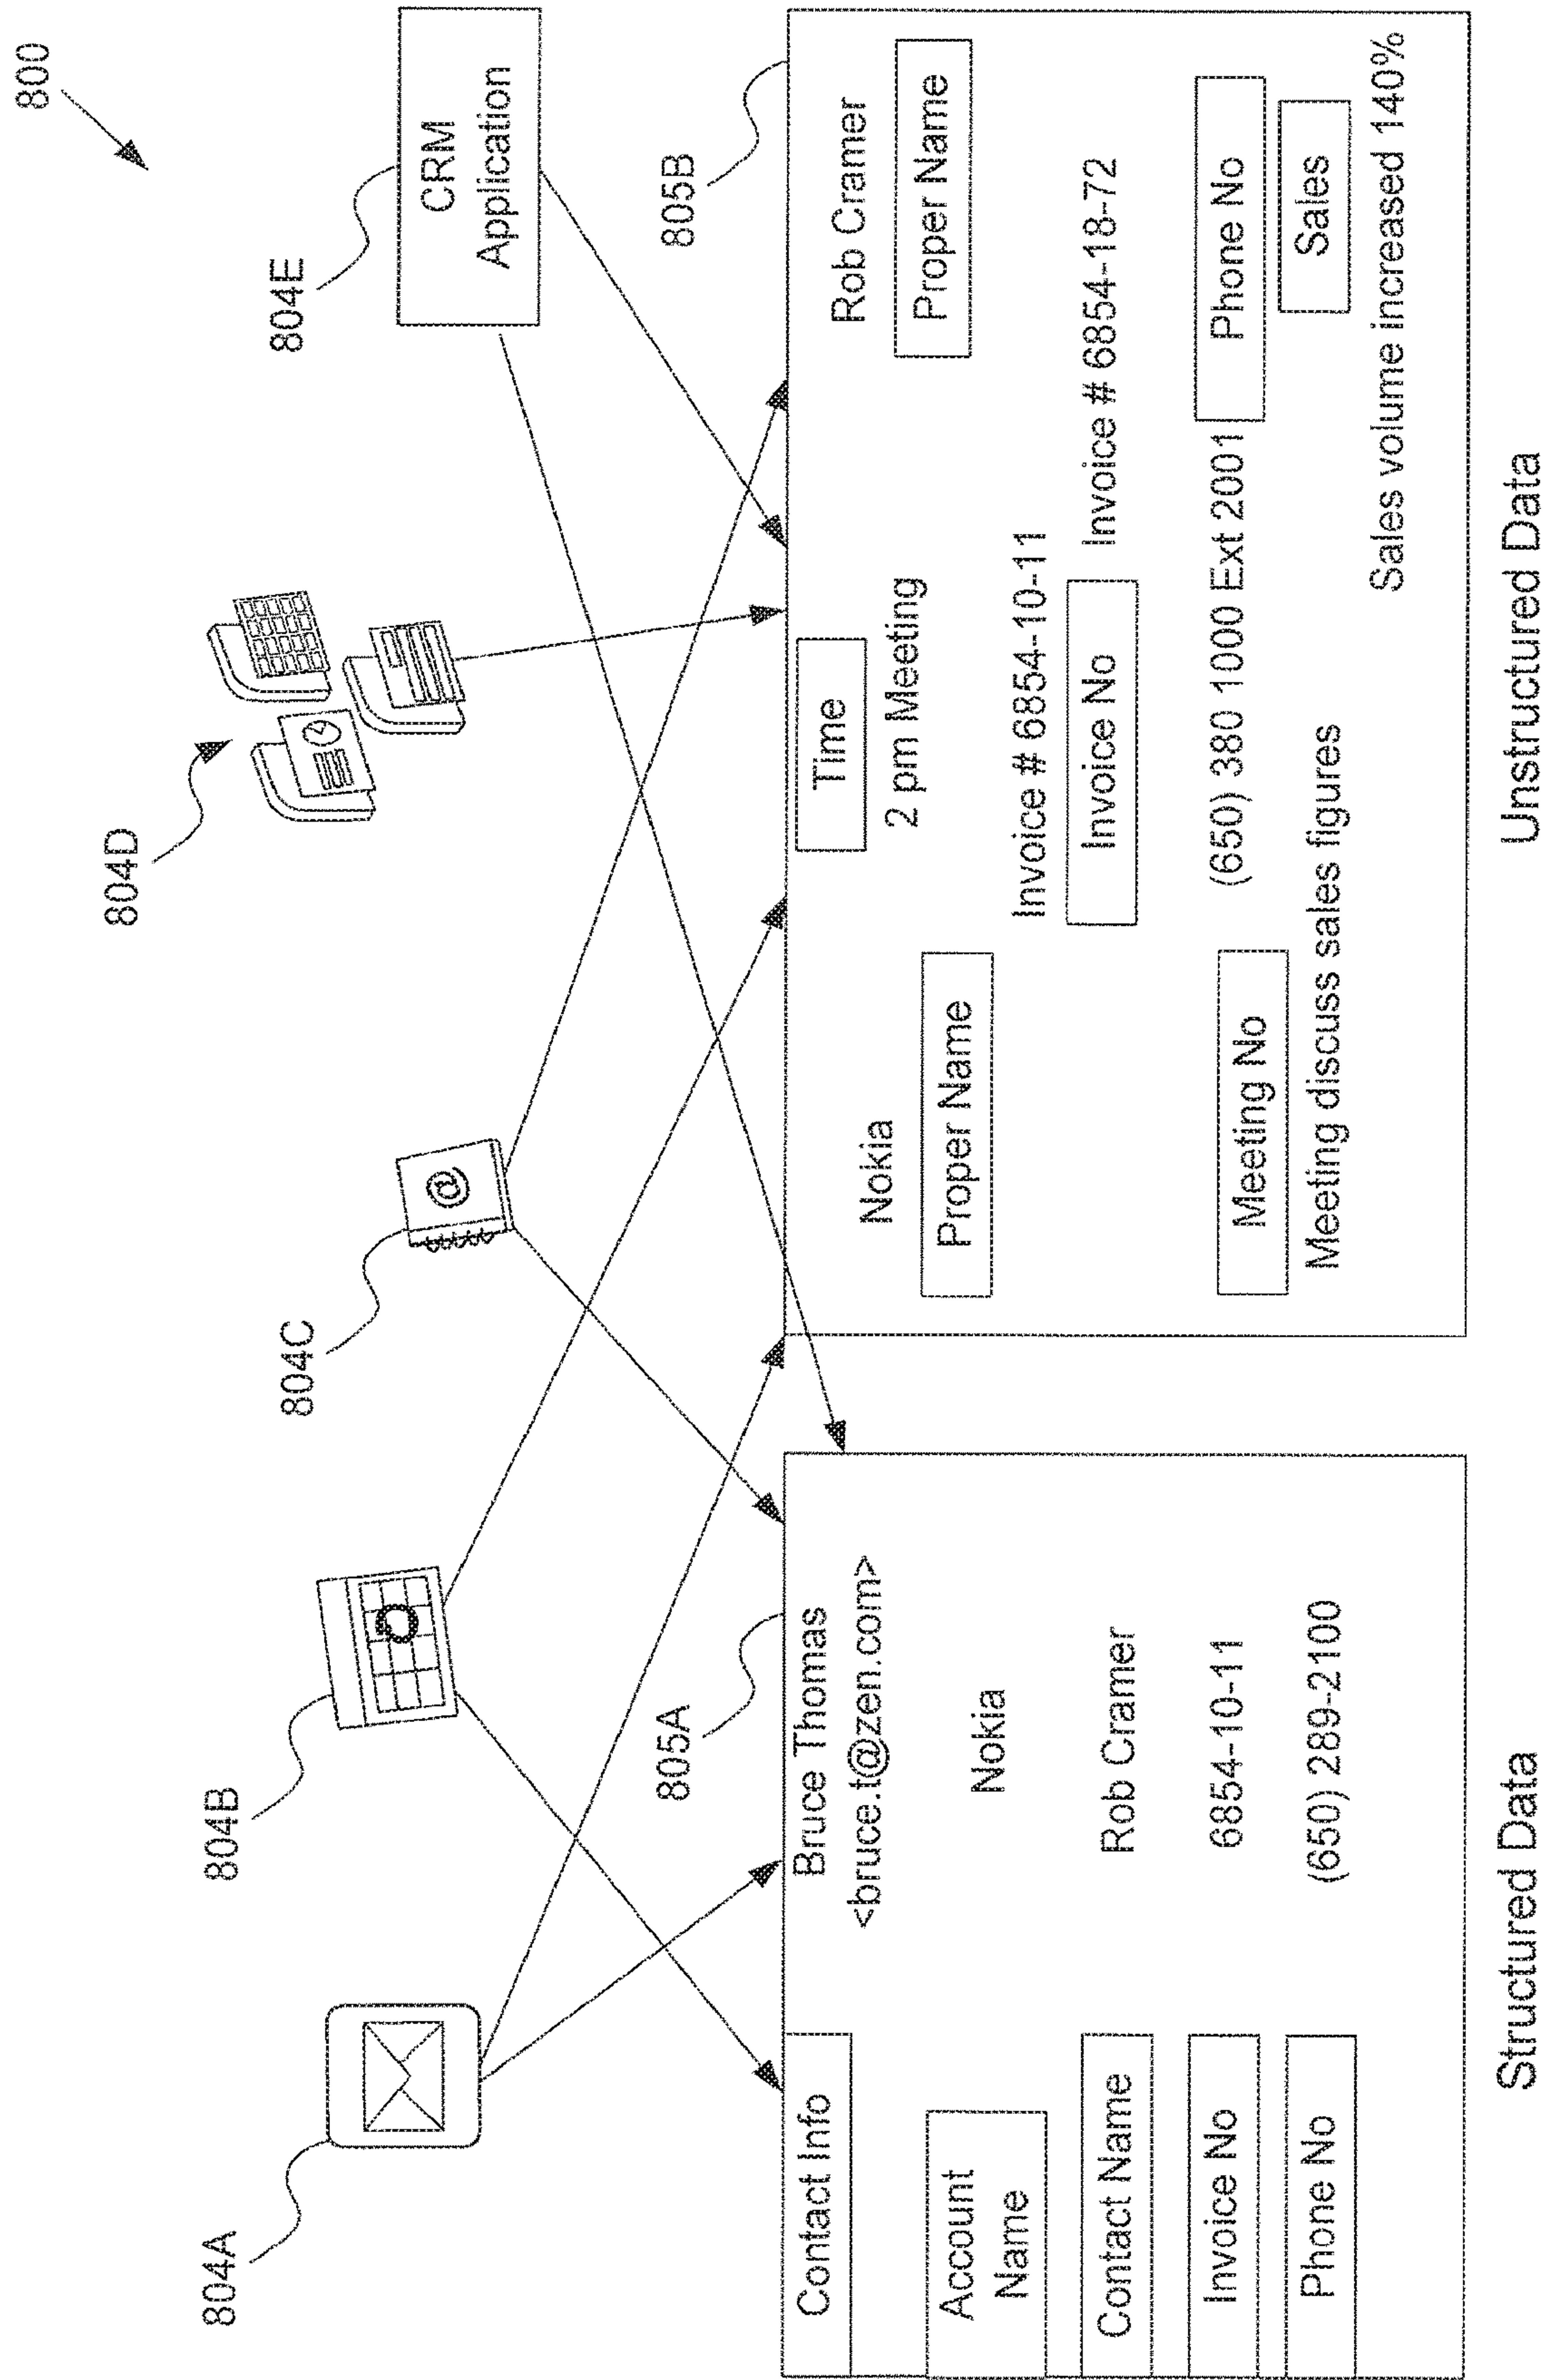 800
804A
804B
804C
804D
804E
CRM
Application
805A
805B
Contact Info
Bruce Thomas
<bruce.t@zen.com>
Account
Name
Nokia
Contact Name
Rob Cramer
Invoice No
6854-10-11
Phone No
(650) 289-2100
Structured Data
Time
2 pm Meeting
Rob Cramer
Proper Name
Nokia
Proper Name
Invoice # 6854-10-11
Invoice No
Invoice # 6854-18-72
Meeting No
Meeting discuss sales figures
(650) 380 1000 Ext 2001
Phone No
Sales
Sales volume increased 140%
Unstructured Data
@